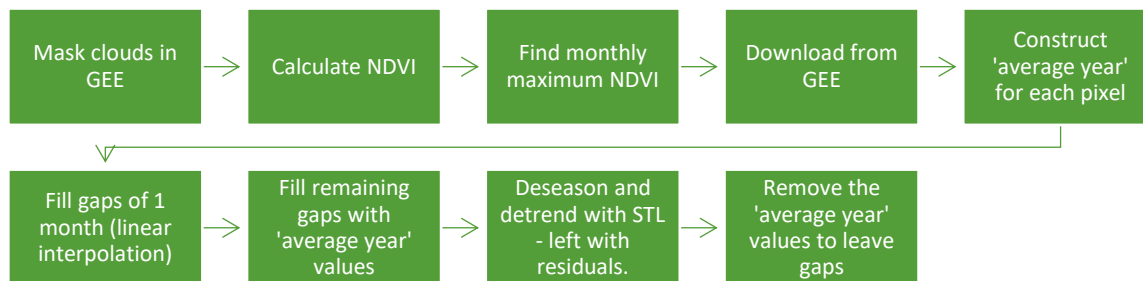 Mask clouds in
GEE
Calculate NDVI
Find monthly
maximum NDVI
Download from
GEE
Construct
'average year'
for each pixel
Fill gaps of 1
month (linear
interpolation)
Fill remaining
gaps with
'average year'
values
Deseason and
detrend with STL
- left with
residuals.
Remove the
'average year'
values to leave
gaps